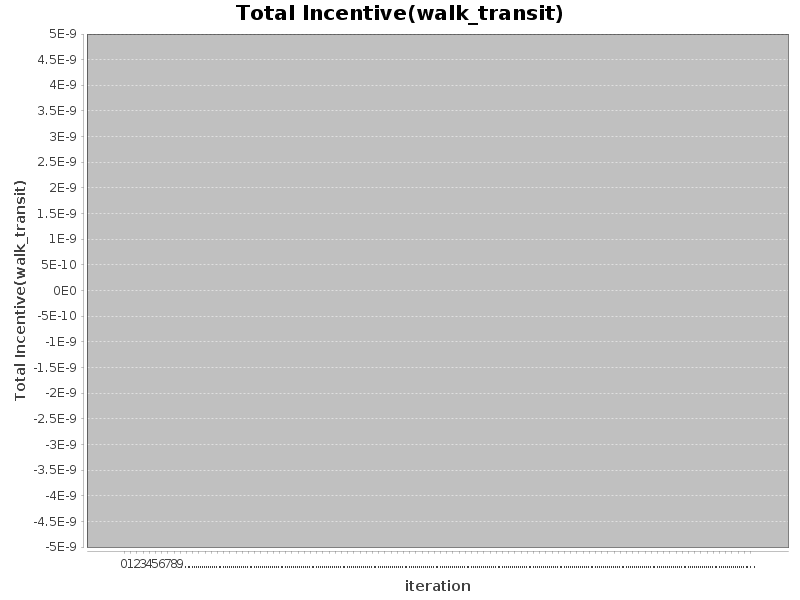 Total Incentive(walk_transit)
5E-9
4.5E-9
4E-9
3.5E-9
3E-9
2.5E-9
2E-9
1.5E-9
1E-9
5E-10
0E0
-5E-10
-1E-9
-1.5E-9
-2E-9
-2.5E-9
-3E-9
-3.5E-9
-4E-9
-4.5E-9
-5E-9
Total Incentive(walk_transit)
0123456789
iteration